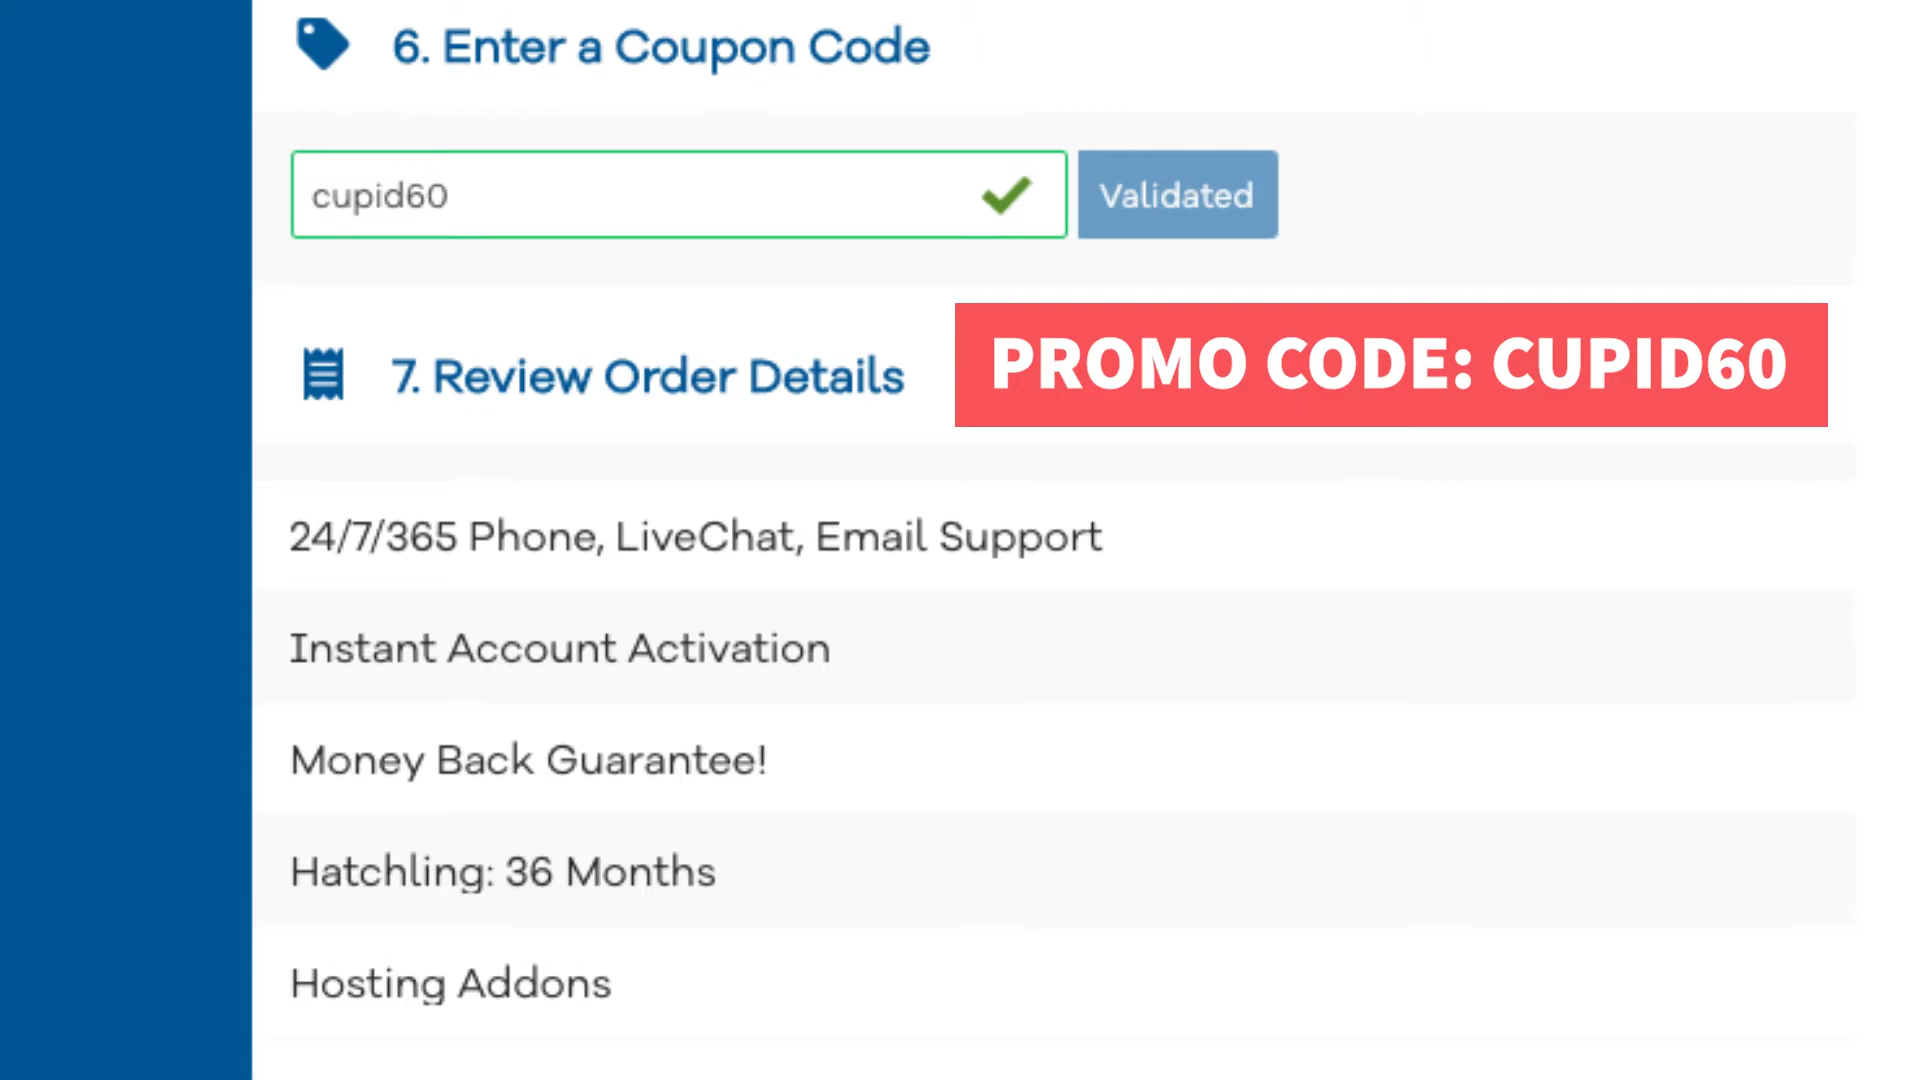 6. Enter a Coupon Code
cupid60
Validated
7. Review Order Details
PROMO CODE: CUPID60
24/7/365 Phone, LiveChat, Email Support
Instant Account Activation
Money Back Guarantee!
Hatchling: 36 Months
Hosting Addons